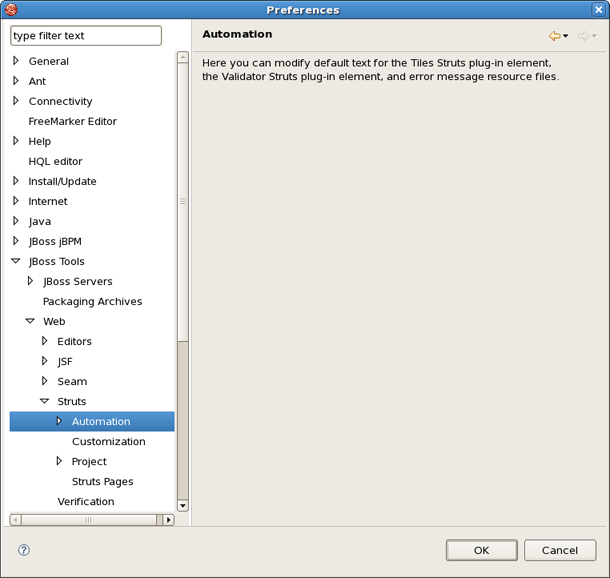 Preferences
type filter text
General
Ant
Connectivity
FreeMarker Editor
Help
HQL editor
Install/Update
Internet
Java
JBoss jBPM
JBoss Tools
JBoss Servers
Packaging Archives
Web
Editors
JSF
Seam
Struts
Automation
Customization
Project
Struts Pages
Verification
Automation
Here you can modify default text for the Tiles Struts plug-in element,
the Validator Struts plug-in element, and error message resource files.
?
OK
Cancel